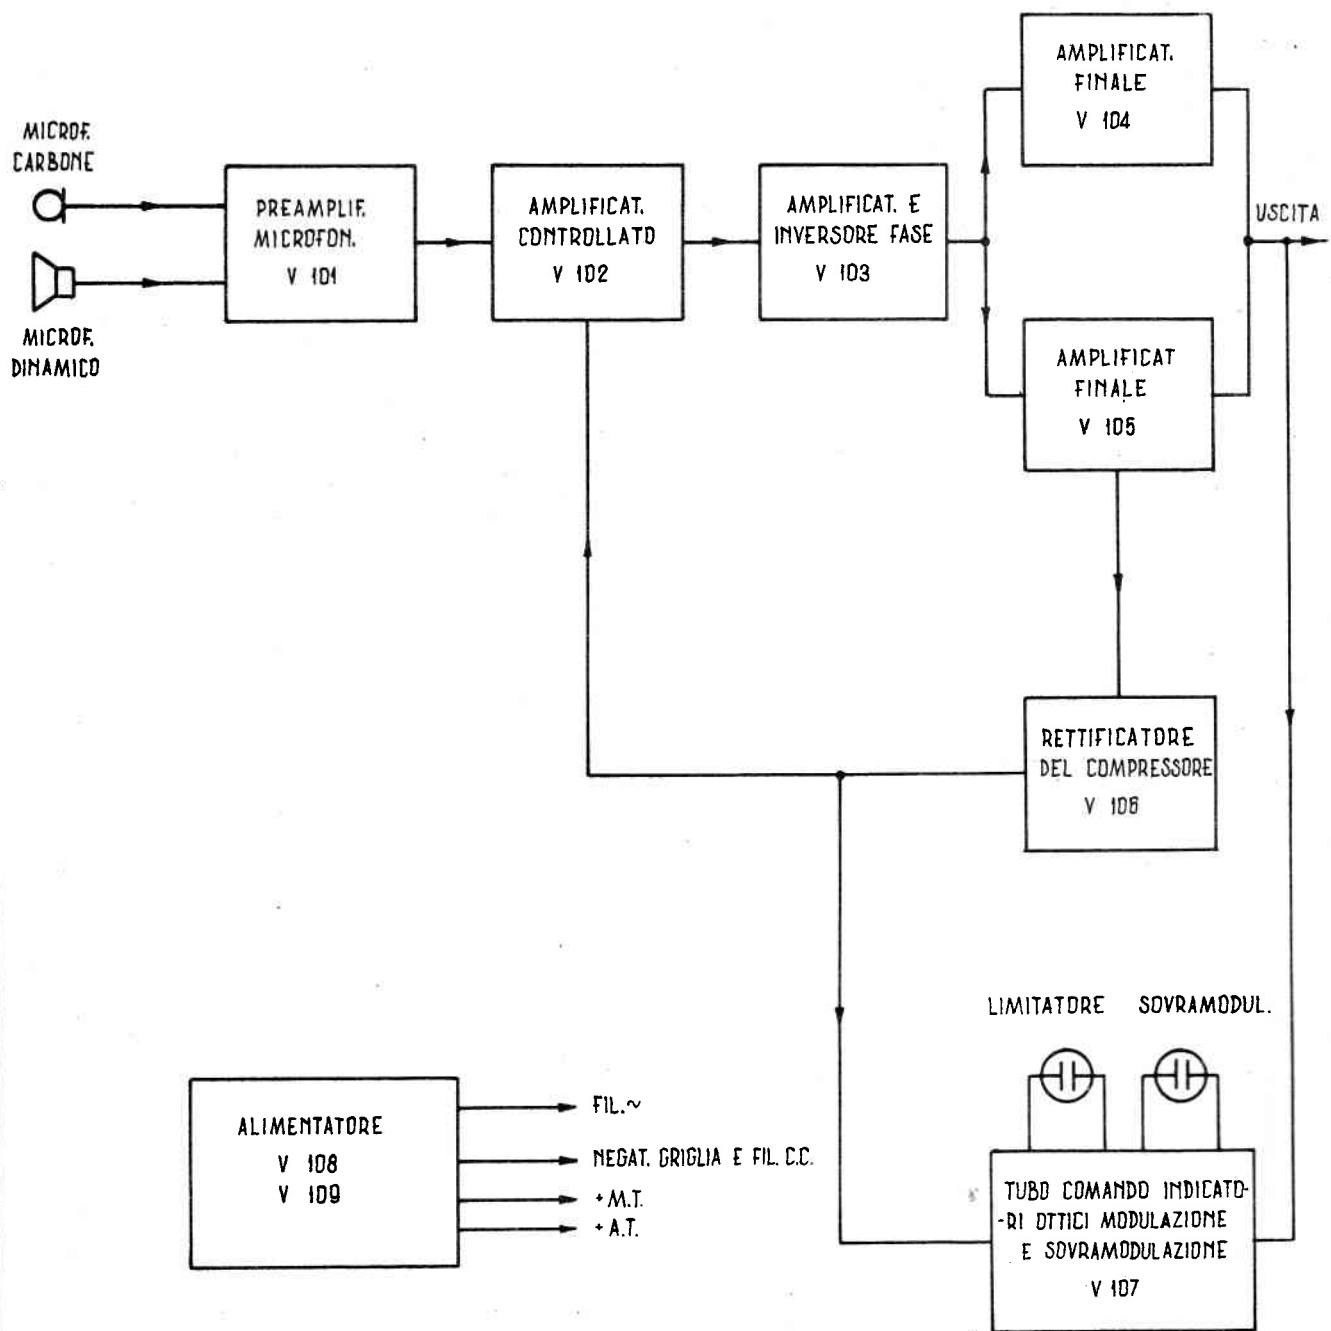 AMPLIFICAT.
FINALE
V 104
MICROF.
CARBONE
PREAMPLIF.
MICROFON.
V 101
AMPLIFICAT.
CONTROLLATO
V 102
AMPLIFICAT. E
INVERSORE FASE
V 103
USCITA
MICROF.
DINAMICO
AMPLIFICAT
FINALE
V 105
RETTIFICATORE
DEL COMPRESSORE
V 106
LIMITATORE SOVRAMODUL.
ALIMENTATORE
V 108
V 109
FIL.~
NEGAT. GRIGLIA E FIL. C.C.
+ M.T.
+ A.T.
TUBO COMANDO INDICATO-
-RI OTTICI MODULAZIONE
E SOVRAMODULAZIONE
V 107